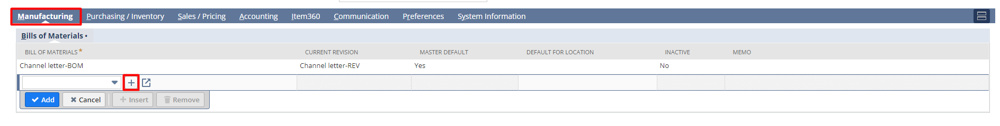 Manufacturing Purchasing / Inventory Sales / Pricing Accounting Item360 Communication Preferences System Information
Bills of Materials •
BILL OF MATERIALS * CURRENT REVISION MASTER DEFAULT DEFAULT FOR LOCATION INACTIVE MEMO
Channel letter-BOM Channel letter-REV Yes No
Add Cancel Insert Remove